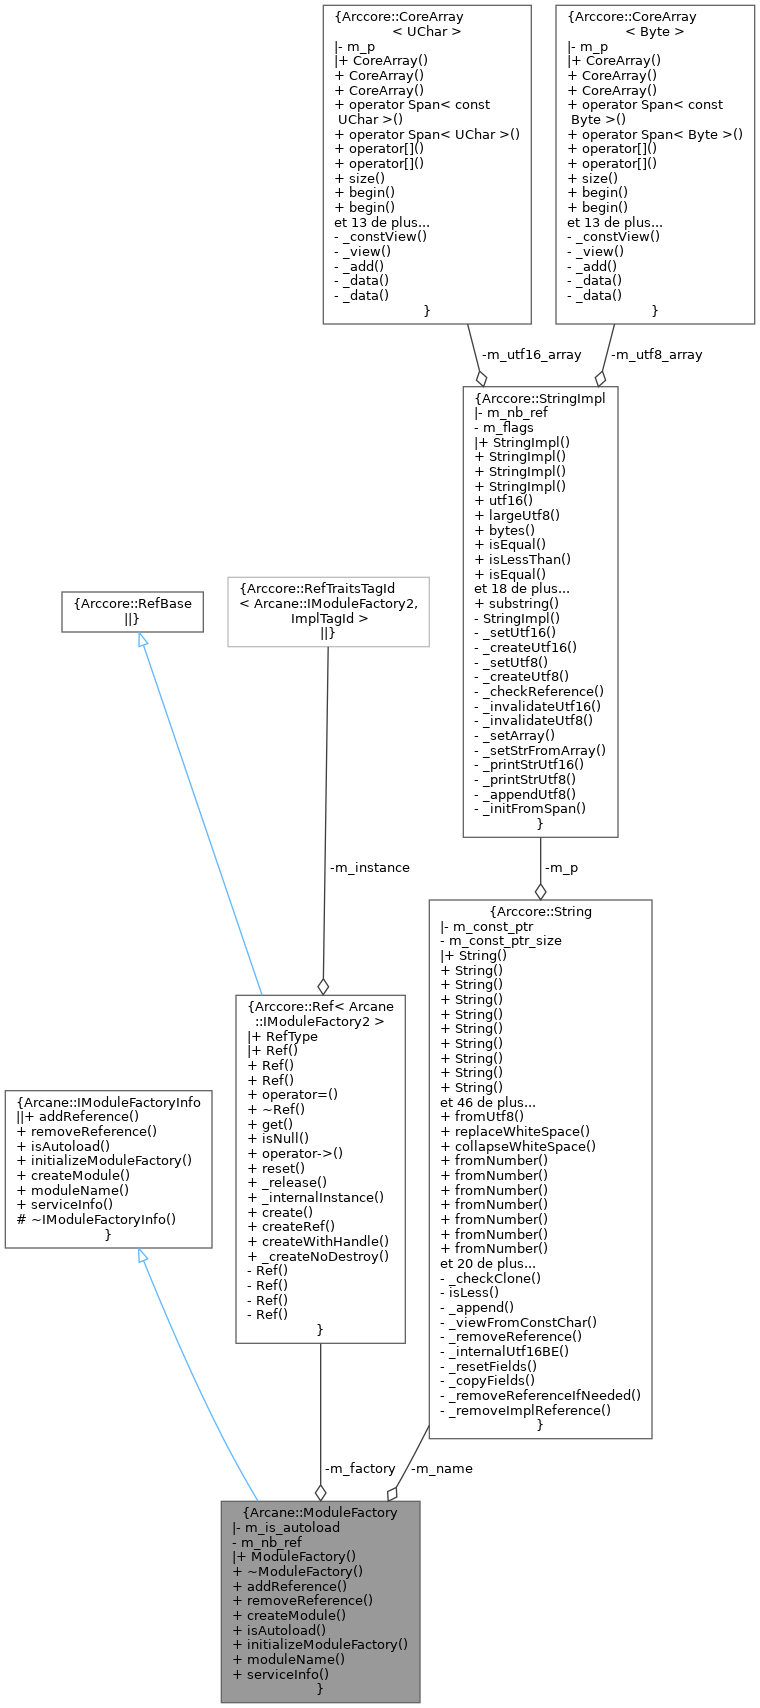 {Arccore::CoreArray
< UChar >
|- m_p
|+ CoreArray()
+ CoreArray()
+ CoreArray()
+ operator Span< const
UChar >()
+ operator Span< UChar >()
+ operator[]()
+ operator[]()
+ size()
+ begin()
+ begin()
et 13 de plus...
- _constView()
- _view()
- _add()
- _data()
- _data()
}
{Arccore::CoreArray
< Byte >
|- m_p
|+ CoreArray()
+ CoreArray()
+ CoreArray()
+ operator Span< const
Byte >()
+ operator Span< Byte >()
+ operator[]()
+ operator[]()
+ size()
+ begin()
+ begin()
et 13 de plus...
- _constView()
- _view()
- _add()
- _data()
- _data()
}
-m_utf16_array
-m_utf8_array
{Arccore::StringImpl
|- m_nb_ref
- m_flags
|+ StringImpl()
+ StringImpl()
+ StringImpl()
+ StringImpl()
+ utf16()
+ largeUtf8()
+ bytes()
+ isEqual()
+ isLessThan()
+ isEqual()
et 18 de plus...
+ substring()
- StringImpl()
- _setUtf16()
- _createUtf16()
- _setUtf8()
- _createUtf8()
- _checkReference()
- _invalidateUtf16()
- _invalidateUtf8()
- _setArray()
- _setStrFromArray()
- _printStrUtf16()
- _printStrUtf8()
- _appendUtf8()
- _initFromSpan()
}
{Arccore::RefBase
||}
{Arccore::RefTraitsTagId
< Arcane::IModuleFactory2,
ImplTagId >
||}
-m_instance
-m_p
{Arccore::String
|- m_const_ptr
- m_const_ptr_size
|+ String()
+ String()
+ String()
+ String()
+ String()
+ String()
+ String()
+ String()
+ String()
+ String()
et 46 de plus...
+ fromUtf8()
+ replaceWhiteSpace()
+ collapseWhiteSpace()
+ fromNumber()
+ fromNumber()
+ fromNumber()
+ fromNumber()
+ fromNumber()
+ fromNumber()
+ fromNumber()
et 20 de plus...
- _checkClone()
- isLess()
- _append()
- _viewFromConstChar()
- _removeReference()
- _internalUtf16BE()
- _resetFields()
- _copyFields()
- _removeReferenceIfNeeded()
- _removeImplReference()
}
{Arccore::Ref< Arcane
::IModuleFactory2 >
|+ RefType
|+ Ref()
+ Ref()
+ Ref()
+ operator=()
+ ~Ref()
+ get()
+ isNull()
+ operator->()
+ reset()
+ _release()
+ _internalInstance()
+ create()
+ createRef()
+ createWithHandle()
+ _createNoDestroy()
- Ref()
- Ref()
- Ref()
- Ref()
}
{Arcane::IModuleFactoryInfo
||+ addReference()
+ removeReference()
+ isAutoload()
+ initializeModuleFactory()
+ createModule()
+ moduleName()
+ serviceInfo()
# ~IModuleFactoryInfo()
}
-m_factory
-m_name
{Arcane::ModuleFactory
|- m_is_autoload
- m_nb_ref
|+ ModuleFactory()
+ ~ModuleFactory()
+ addReference()
+ removeReference()
+ createModule()
+ isAutoload()
+ initializeModuleFactory()
+ moduleName()
+ serviceInfo()
}